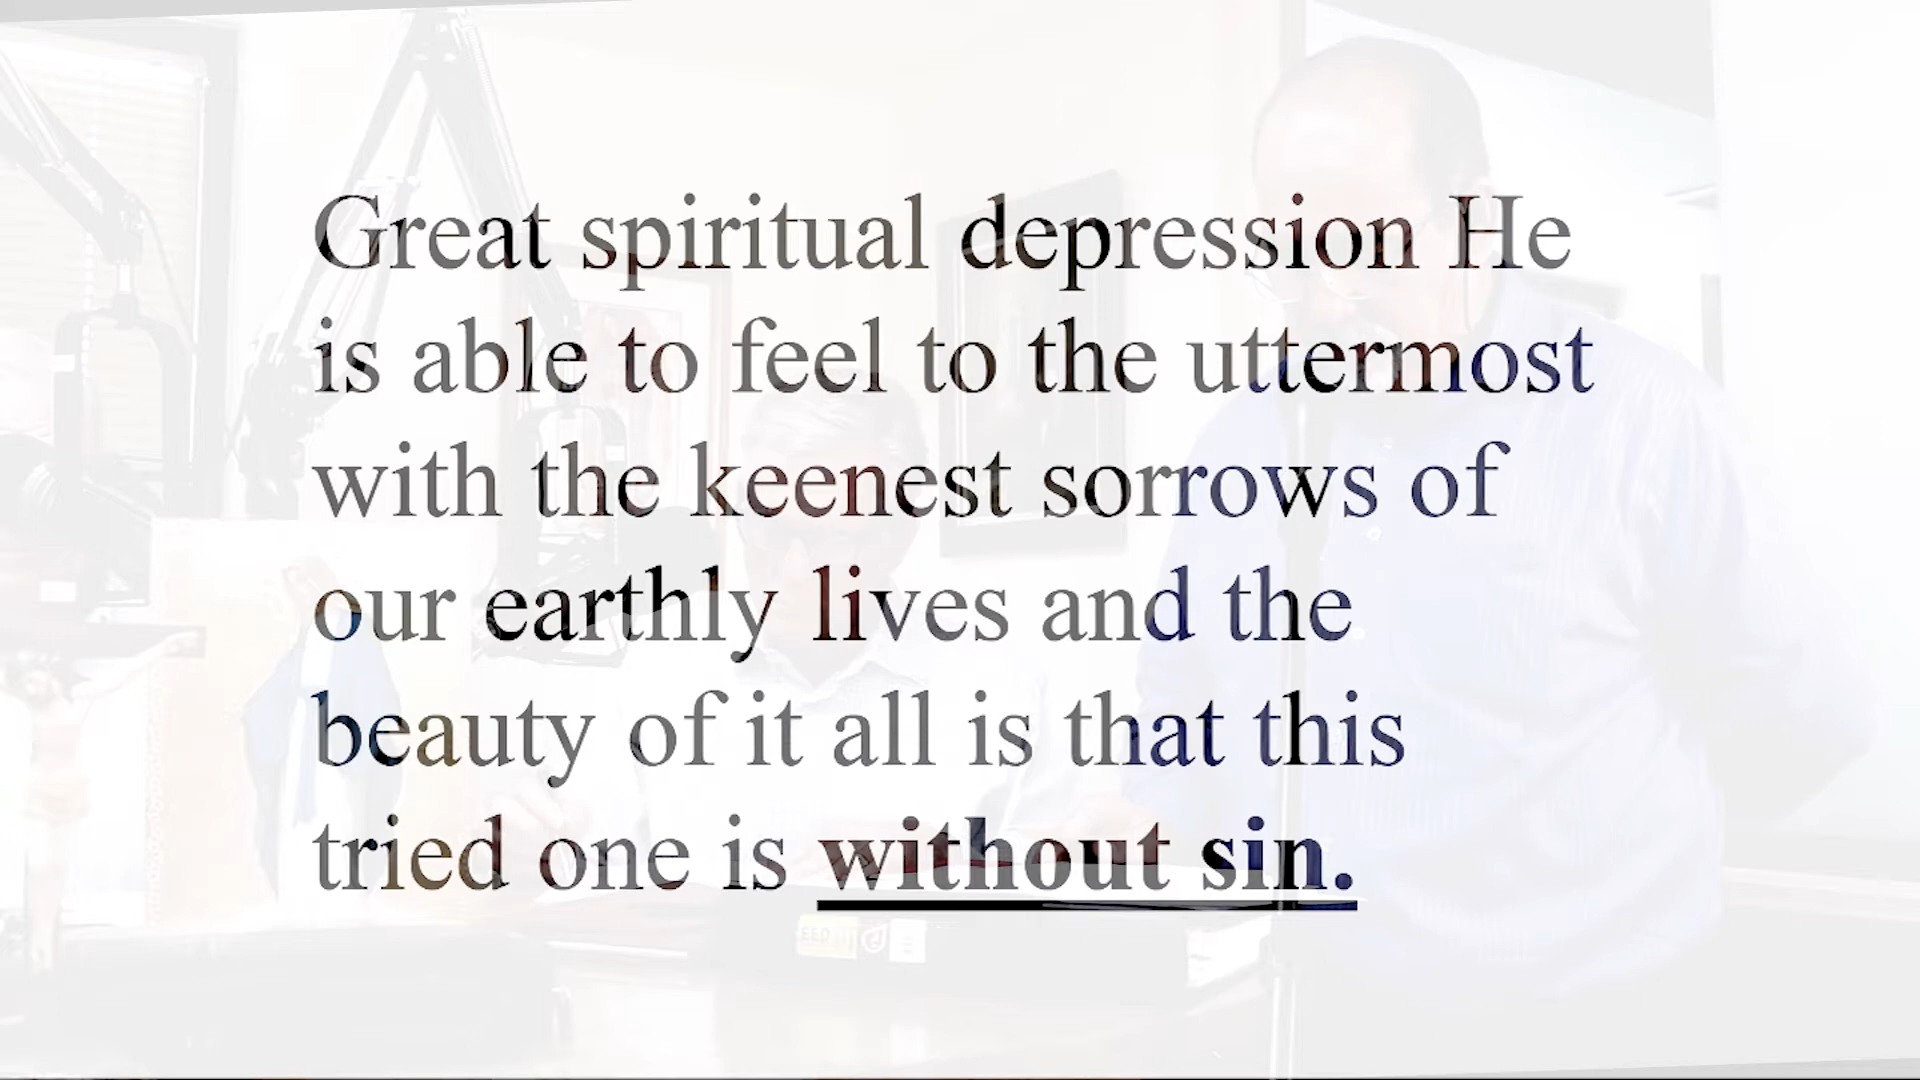 Great spiritual depression He
is able to feel to the uttermost
with the keenest sorrows of
our earthly lives and the
beauty of it all is that this
tried one is without sin.